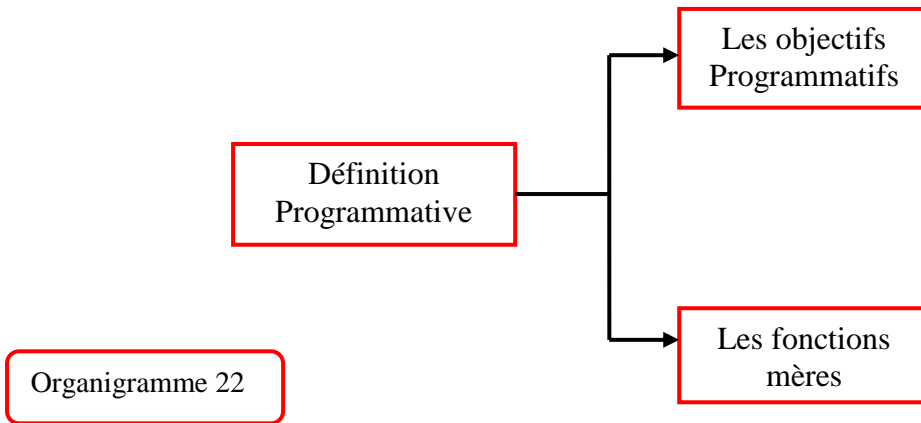 Les objectifs
Programmatifs
Définition
Programmative
Les fonctions
mères
Organigramme 22